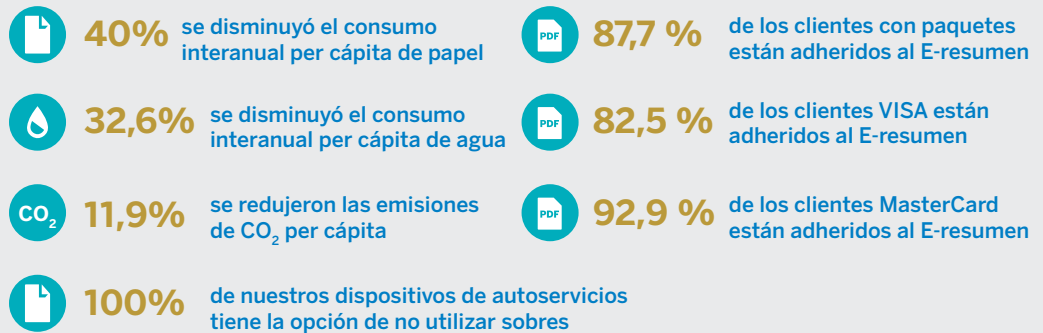 40% se disminuyó el consumo
interanual per cápita de papel
32,6% se disminuyó el consumo
interanual per cápita de agua
CO2 11,9% se redujeron las emisiones
de CO2 per cápita
100% de nuestros dispositivos de autoservicios
tiene la opción de no utilizar sobres
PDF 87,7 % de los clientes con paquetes
están adheridos al E-resumen
PDF 82,5 % de los clientes VISA están
adheridos al E-resumen
PDF 92,9 % de los clientes MasterCard
están adheridos al E-resumen